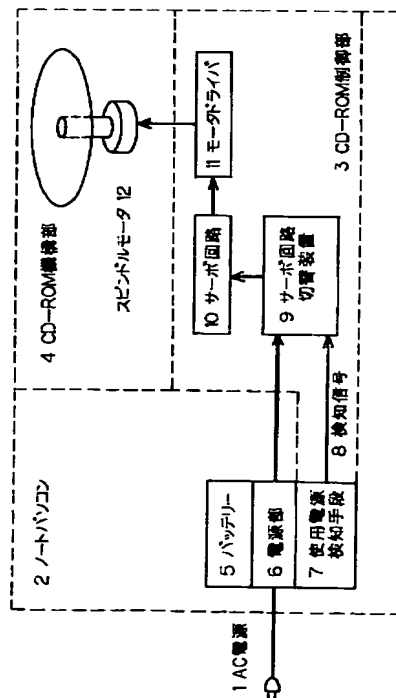 2 ノートパソコン
4 CD-ROM機構部
スピンドルモータ 12
11 モータドライバ
10 サーボ回路
9 サーボ回路
切替装置
3 CD-ROM制御部
5 バッテリー
6 電源部
7 使用電源
検知手段
8 検知信号
1 AC電源